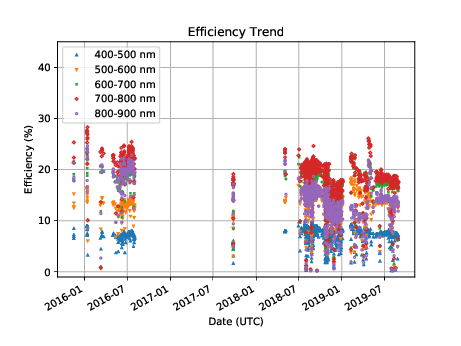 Efficiency Trend
400-500 nm
500-600 nm
600-700 nm
700-800 nm
800-900 nm
Efficiency (%)
40
30
20
10
0
2016-01
2016-07
2017-01
2017-07
2018-01
2018-07
2019-01
2019-07
Date (UTC)